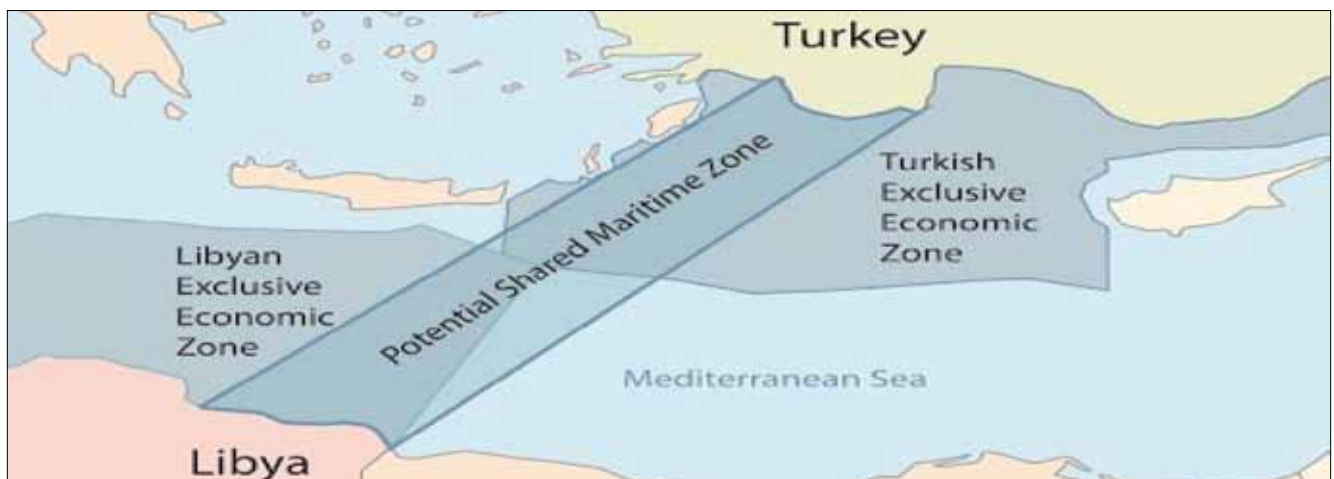 Turkey
Turkish
Exclusive
Economic
Zone
Potential Shared Maritime Zone
Libyan
Exclusive
Economic
Zone
Mediterranean Sea
Libya